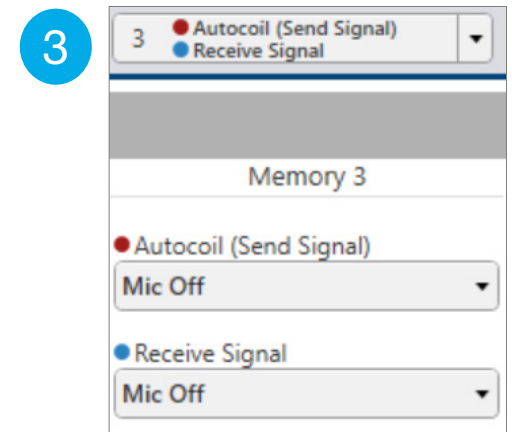 3
3
Autocoil (Send Signal)
Receive Signal
Memory 3
Autocoil (Send Signal)
Mic Off
Receive Signal
Mic Off